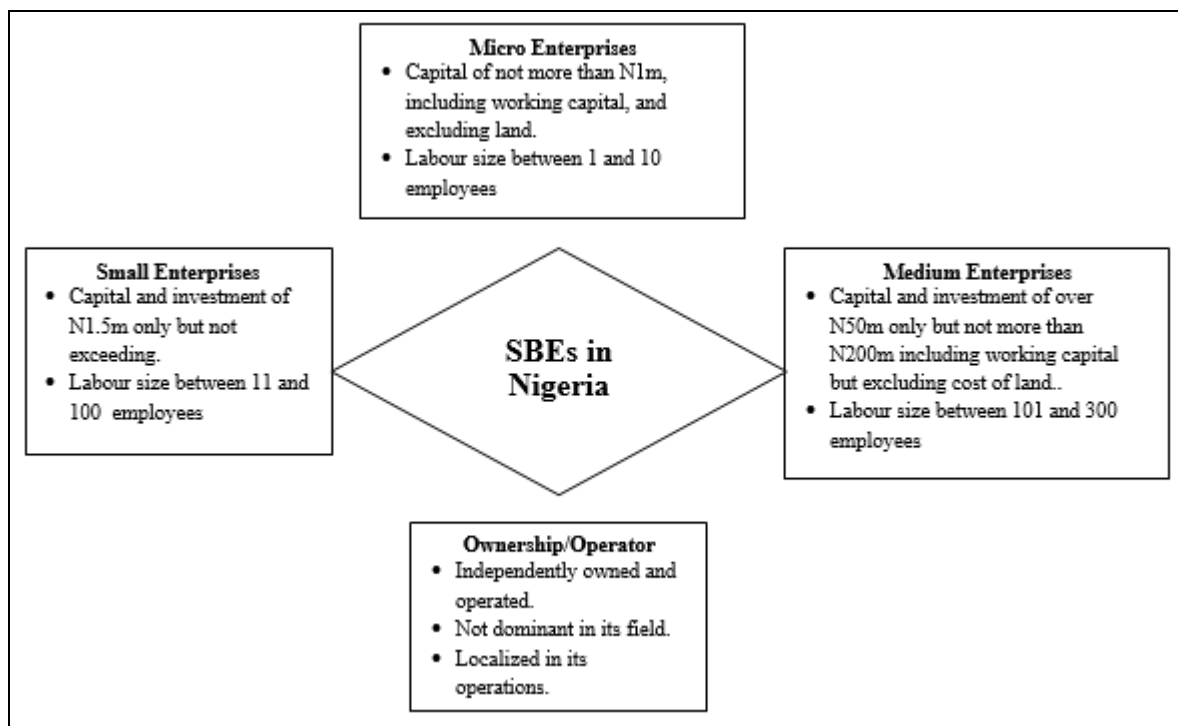 Micro Enterprises
• Capital of not more than N1m,
including working capital, and
excluding land.
• Labour size between 1 and 10
employees
Small Enterprises
• Capital and investment of
N1.5m only but not
exceeding.
• Labour size between 11 and
100 employees
SBEs in
Nigeria
Medium Enterprises
• Capital and investment of over
N50m only but not more than
N200m including working capital
but excluding cost of land..
• Labour size between 101 and 300
employees
Ownership/Operator
• Independently owned and
operated.
• Not dominant in its field.
• Localized in its
operations.